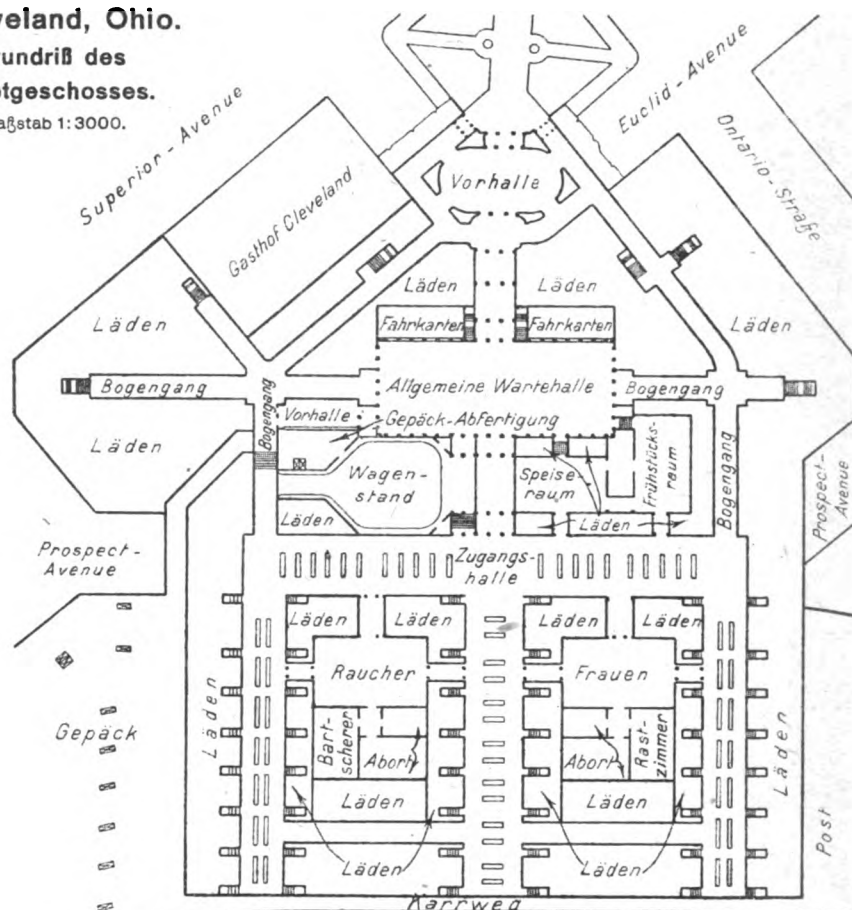 veland, Ohio.
undriß des
tgeschosses.
aßstab 1:3000.
Superior-Avenue
Euclid-Avenue
Ontario-Straße
Vorhalle
Gasthof Cleveland
Läden
Läden
Läden
Läden
Fahrkarten
Fahrkarten
Bogengang
Allgemeine Wartehalle
Bogengang
Bogengang
Vorhalle
Gepäck-Abfertigung
Läden
Wagen-
stand
Speise-
raum
Frühstücks-
raum
Bogengang
Prospect-
Avenue
Läden
Läden
Prospect-
Avenue
Zugangs-
halle
Läden
Läden
Läden
Läden
Raucher
Frauen
Gepäck
Läden
Bart-
scherer
Abort
Abort
Rast-
zimmer
Läden
Läden
Läden
Läden
Läden
Post
Karrweg